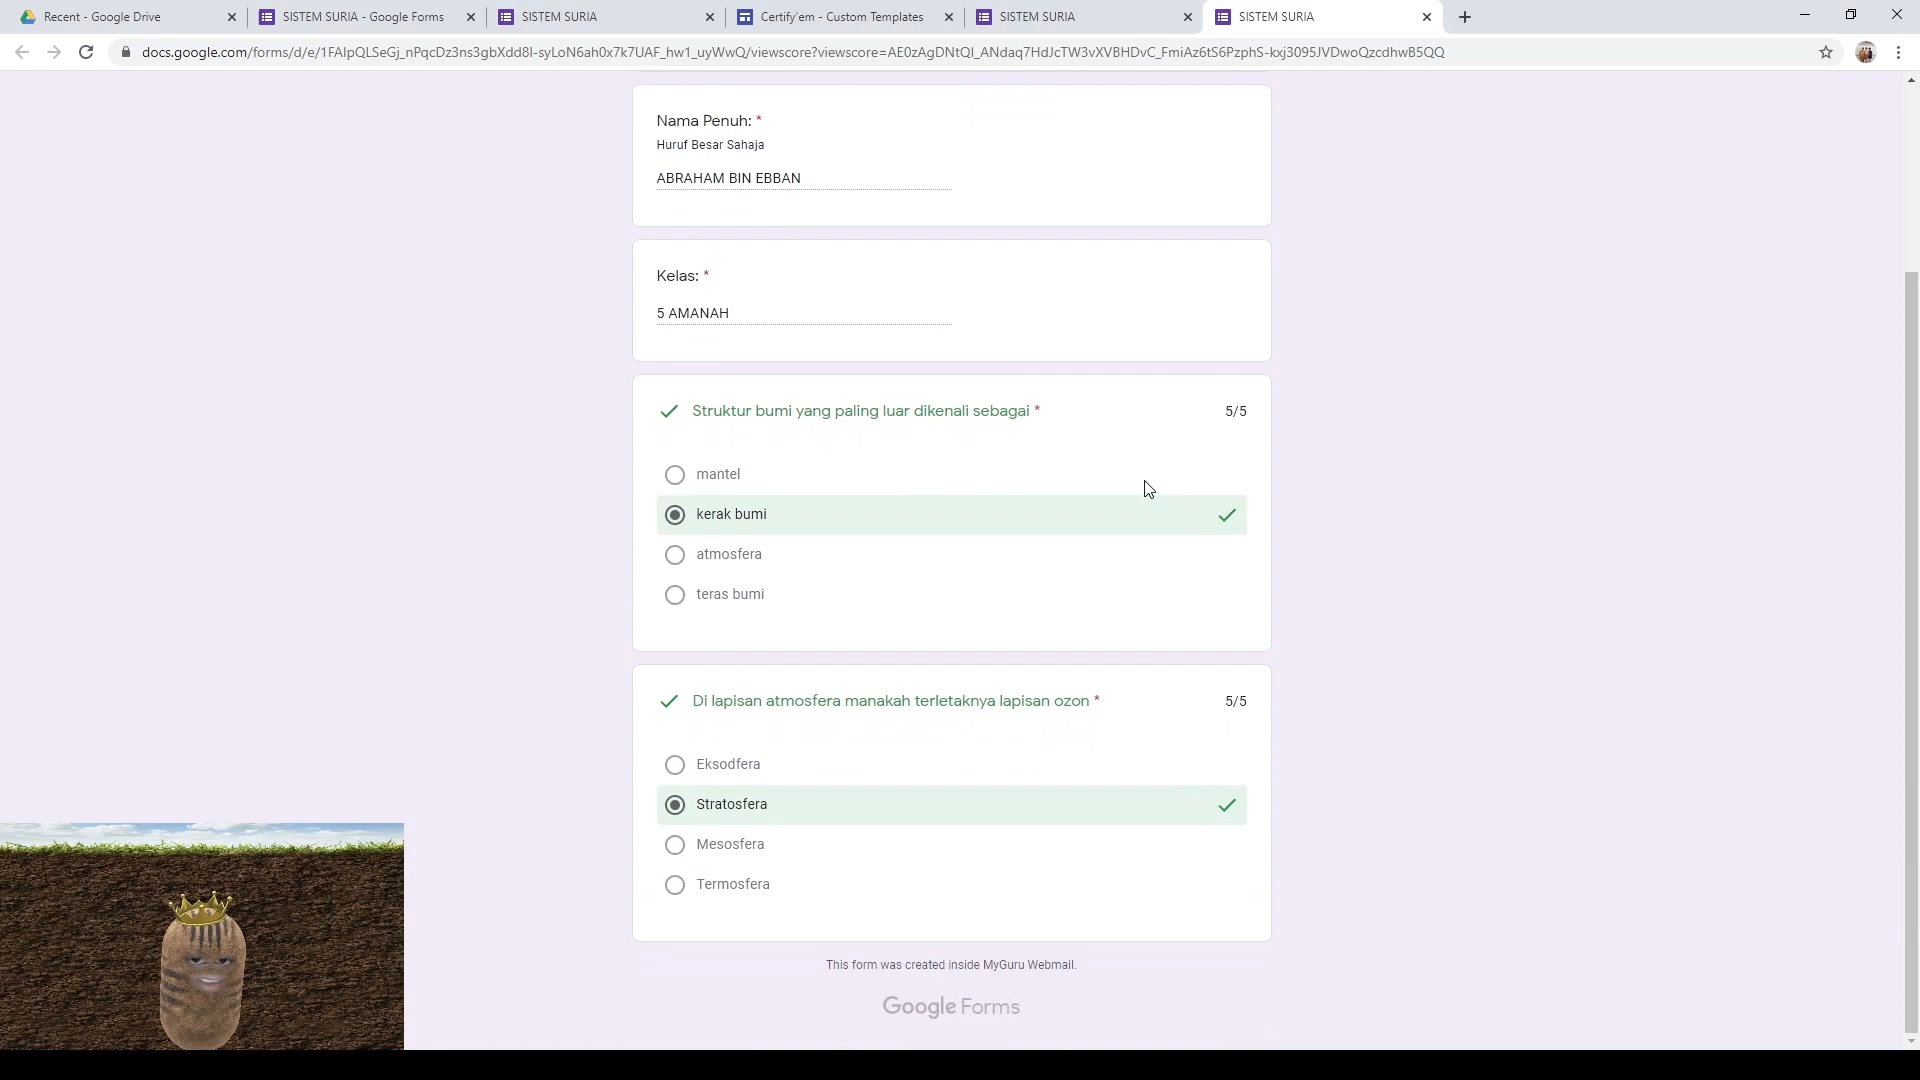 Recent - Google Drive
SISTEM SURIA - Google Forms
SISTEM SURIA
Certify'em - Custom Templates
SISTEM SURIA
SISTEM SURIA
docs.google.com/forms/d/e/1FAIpQLSeGj_nPqcDz3ns3gbXdd8I-syLoN6ah0x7k7UAF_hw1_uyWwQ/viewscore?viewscore=AE0zAgDNtQI_ANdaq7HdJcTW3vXVBHDvC_FmiAz6tS6PzphS-kxj3095JVDwoQzcdhwB5QQ
Nama Penuh: *
Huruf Besar Sahaja
ABRAHAM BIN EBBAN
Kelas: *
5 AMANAH
Struktur bumi yang paling luar dikenali sebagai * 5/5
mantel
kerak bumi
atmosfera
teras bumi
Di lapisan atmosfera manakah terletaknya lapisan ozon * 5/5
Eksodfera
Stratosfera
Mesosfera
Termosfera
This form was created inside MyGuru Webmail.
Google Forms